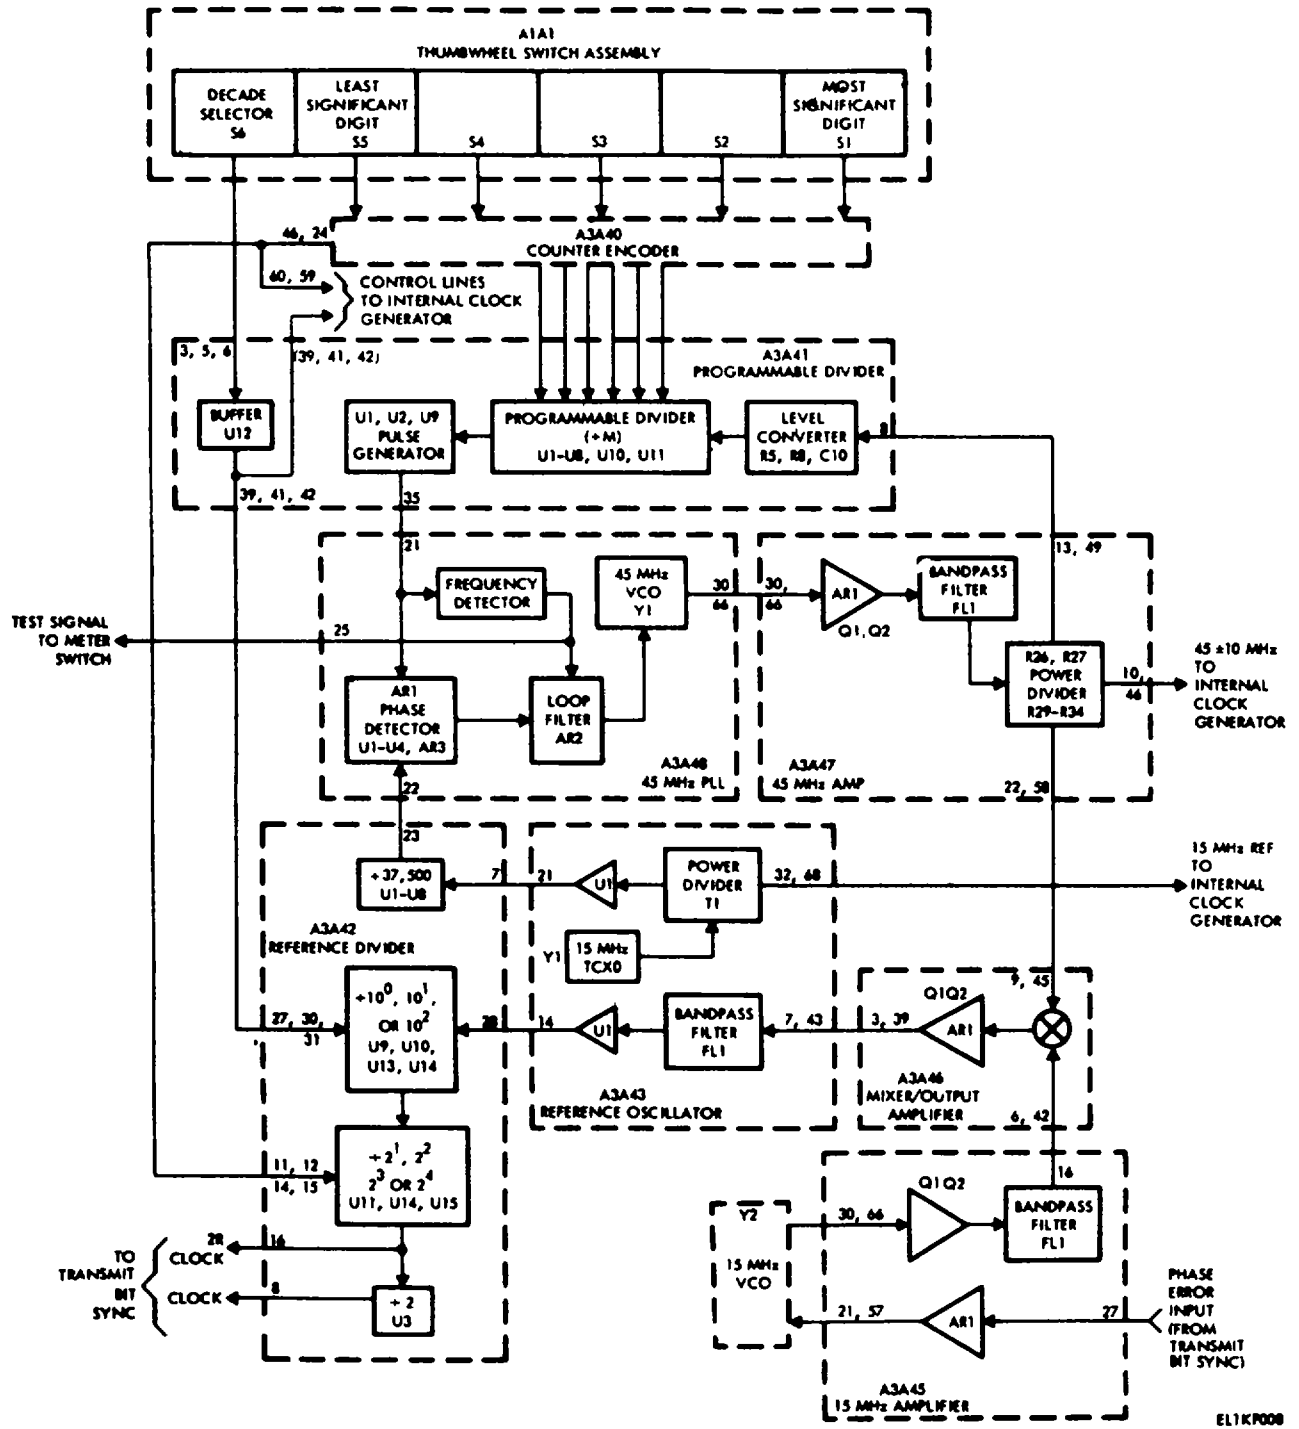 A1A1
THUMBWHEEL SWITCH ASSEMBLY
DECADE
SELECTOR
S6
LEAST
SIGNIFICANT
DIGIT
S5
S4
S3
S2
MOST
SIGNIFICANT
DIGIT
S1
A3A40
COUNTER ENCODER
46, 24
60, 59
CONTROL LINES
TO INTERNAL CLOCK
GENERATOR
3, 5, 6
(39, 41, 42)
A3A41
PROGRAMMABLE DIVIDER
BUFFER
U12
U1, U2, U9
PULSE
GENERATOR
PROGRAMMABLE DIVIDER
(÷M)
U1-U8, U10, U11
LEVEL
CONVERTER
R5, R8, C10
39, 41, 42
35
21
13, 49
FREQUENCY
DETECTOR
45 MHz
VCO
Y1
30
66
30,
66
AR1
Q1, Q2
BANDPASS
FILTER
FL1
TEST SIGNAL
TO METER
SWITCH
25
AR1
PHASE
DETECTOR
U1-U4, AR3
LOOP
FILTER
AR2
R26, R27
POWER
DIVIDER
R29-R34
10,
46
45 ±10 MHz
TO
INTERNAL
CLOCK
GENERATOR
A3A48
45 MHz PLL
A3A47
45 MHz AMP
22
22, 58
23
÷37,500
U1-U8
7
21
U1
POWER
DIVIDER
T1
32, 68
15 MHz REF
TO
INTERNAL
CLOCK
GENERATOR
A3A42
REFERENCE DIVIDER
Y1
15 MHz
TCXO
9, 45
÷10⁰, 10¹,
OR 10²
U9, U10,
U13, U14
27, 30,
31
28
14
U1
BANDPASS
FILTER
FL1
7, 43
3, 39
Q1Q2
AR1
A3A43
REFERENCE OSCILLATOR
A3A46
MIXER/OUTPUT
AMPLIFIER
6, 42
11, 12
14, 15
÷2¹, 2²
2³ OR 2⁴
U11, U14, U15
16
Q1Q2
BANDPASS
FILTER
FL1
Y2
15 MHz
VCO
30, 66
TO
TRANSMIT
BIT
SYNC
2R
CLOCK
16
CLOCK
8
÷ 2
U3
21, 57
AR1
27
PHASE
ERROR
INPUT
(FROM
TRANSMIT
BIT SYNC)
A3A45
15 MHz AMPLIFIER
EL1KP008